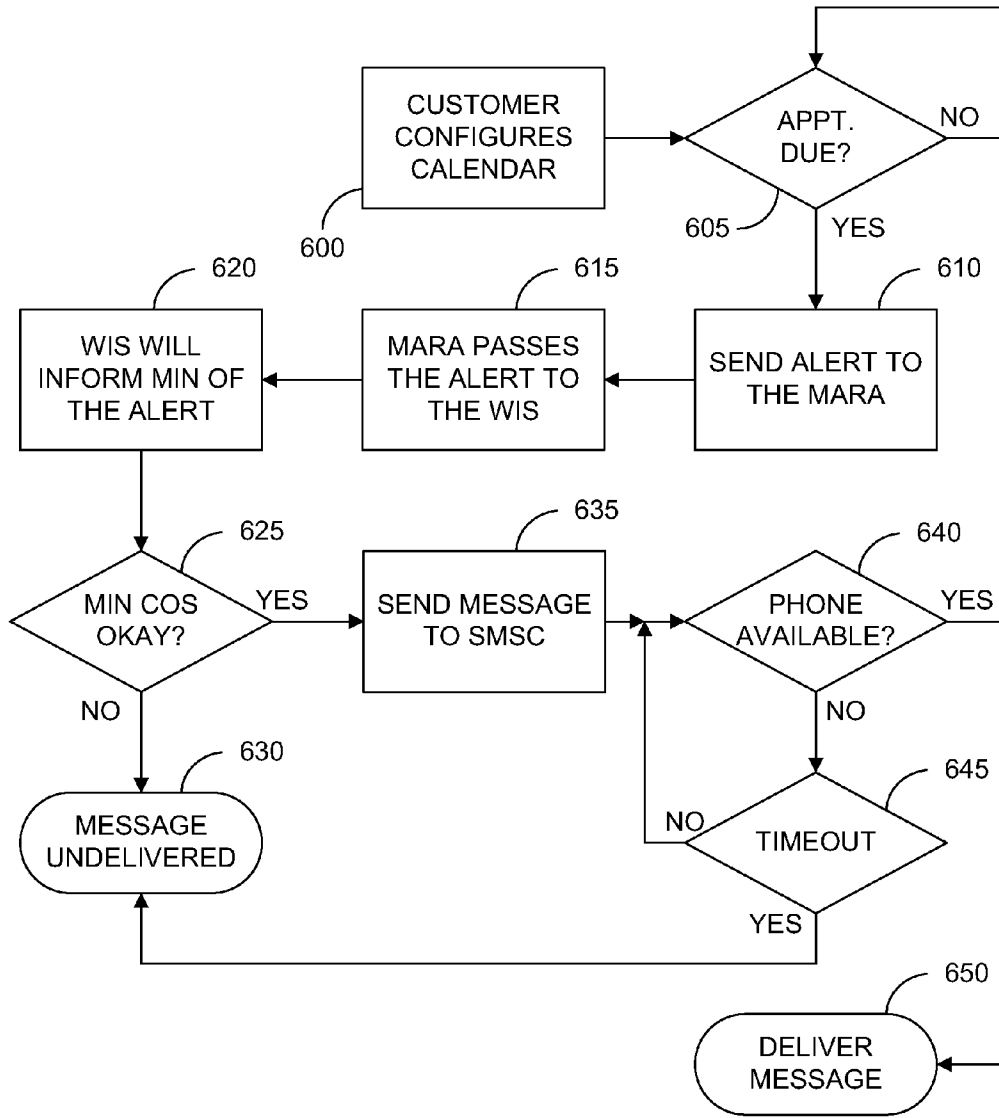 CUSTOMER
CONFIGURES
CALENDAR
600
APPT.
DUE?
NO
605
YES
620
615
610
WIS WILL
INFORM MIN OF
THE ALERT
MARA PASSES
THE ALERT TO
THE WIS
SEND ALERT TO
THE MARA
625
635
640
MIN COS
OKAY?
YES
SEND MESSAGE
TO SMSC
PHONE
AVAILABLE?
YES
NO
NO
630
645
MESSAGE
UNDELIVERED
NO
TIMEOUT
YES
650
DELIVER
MESSAGE